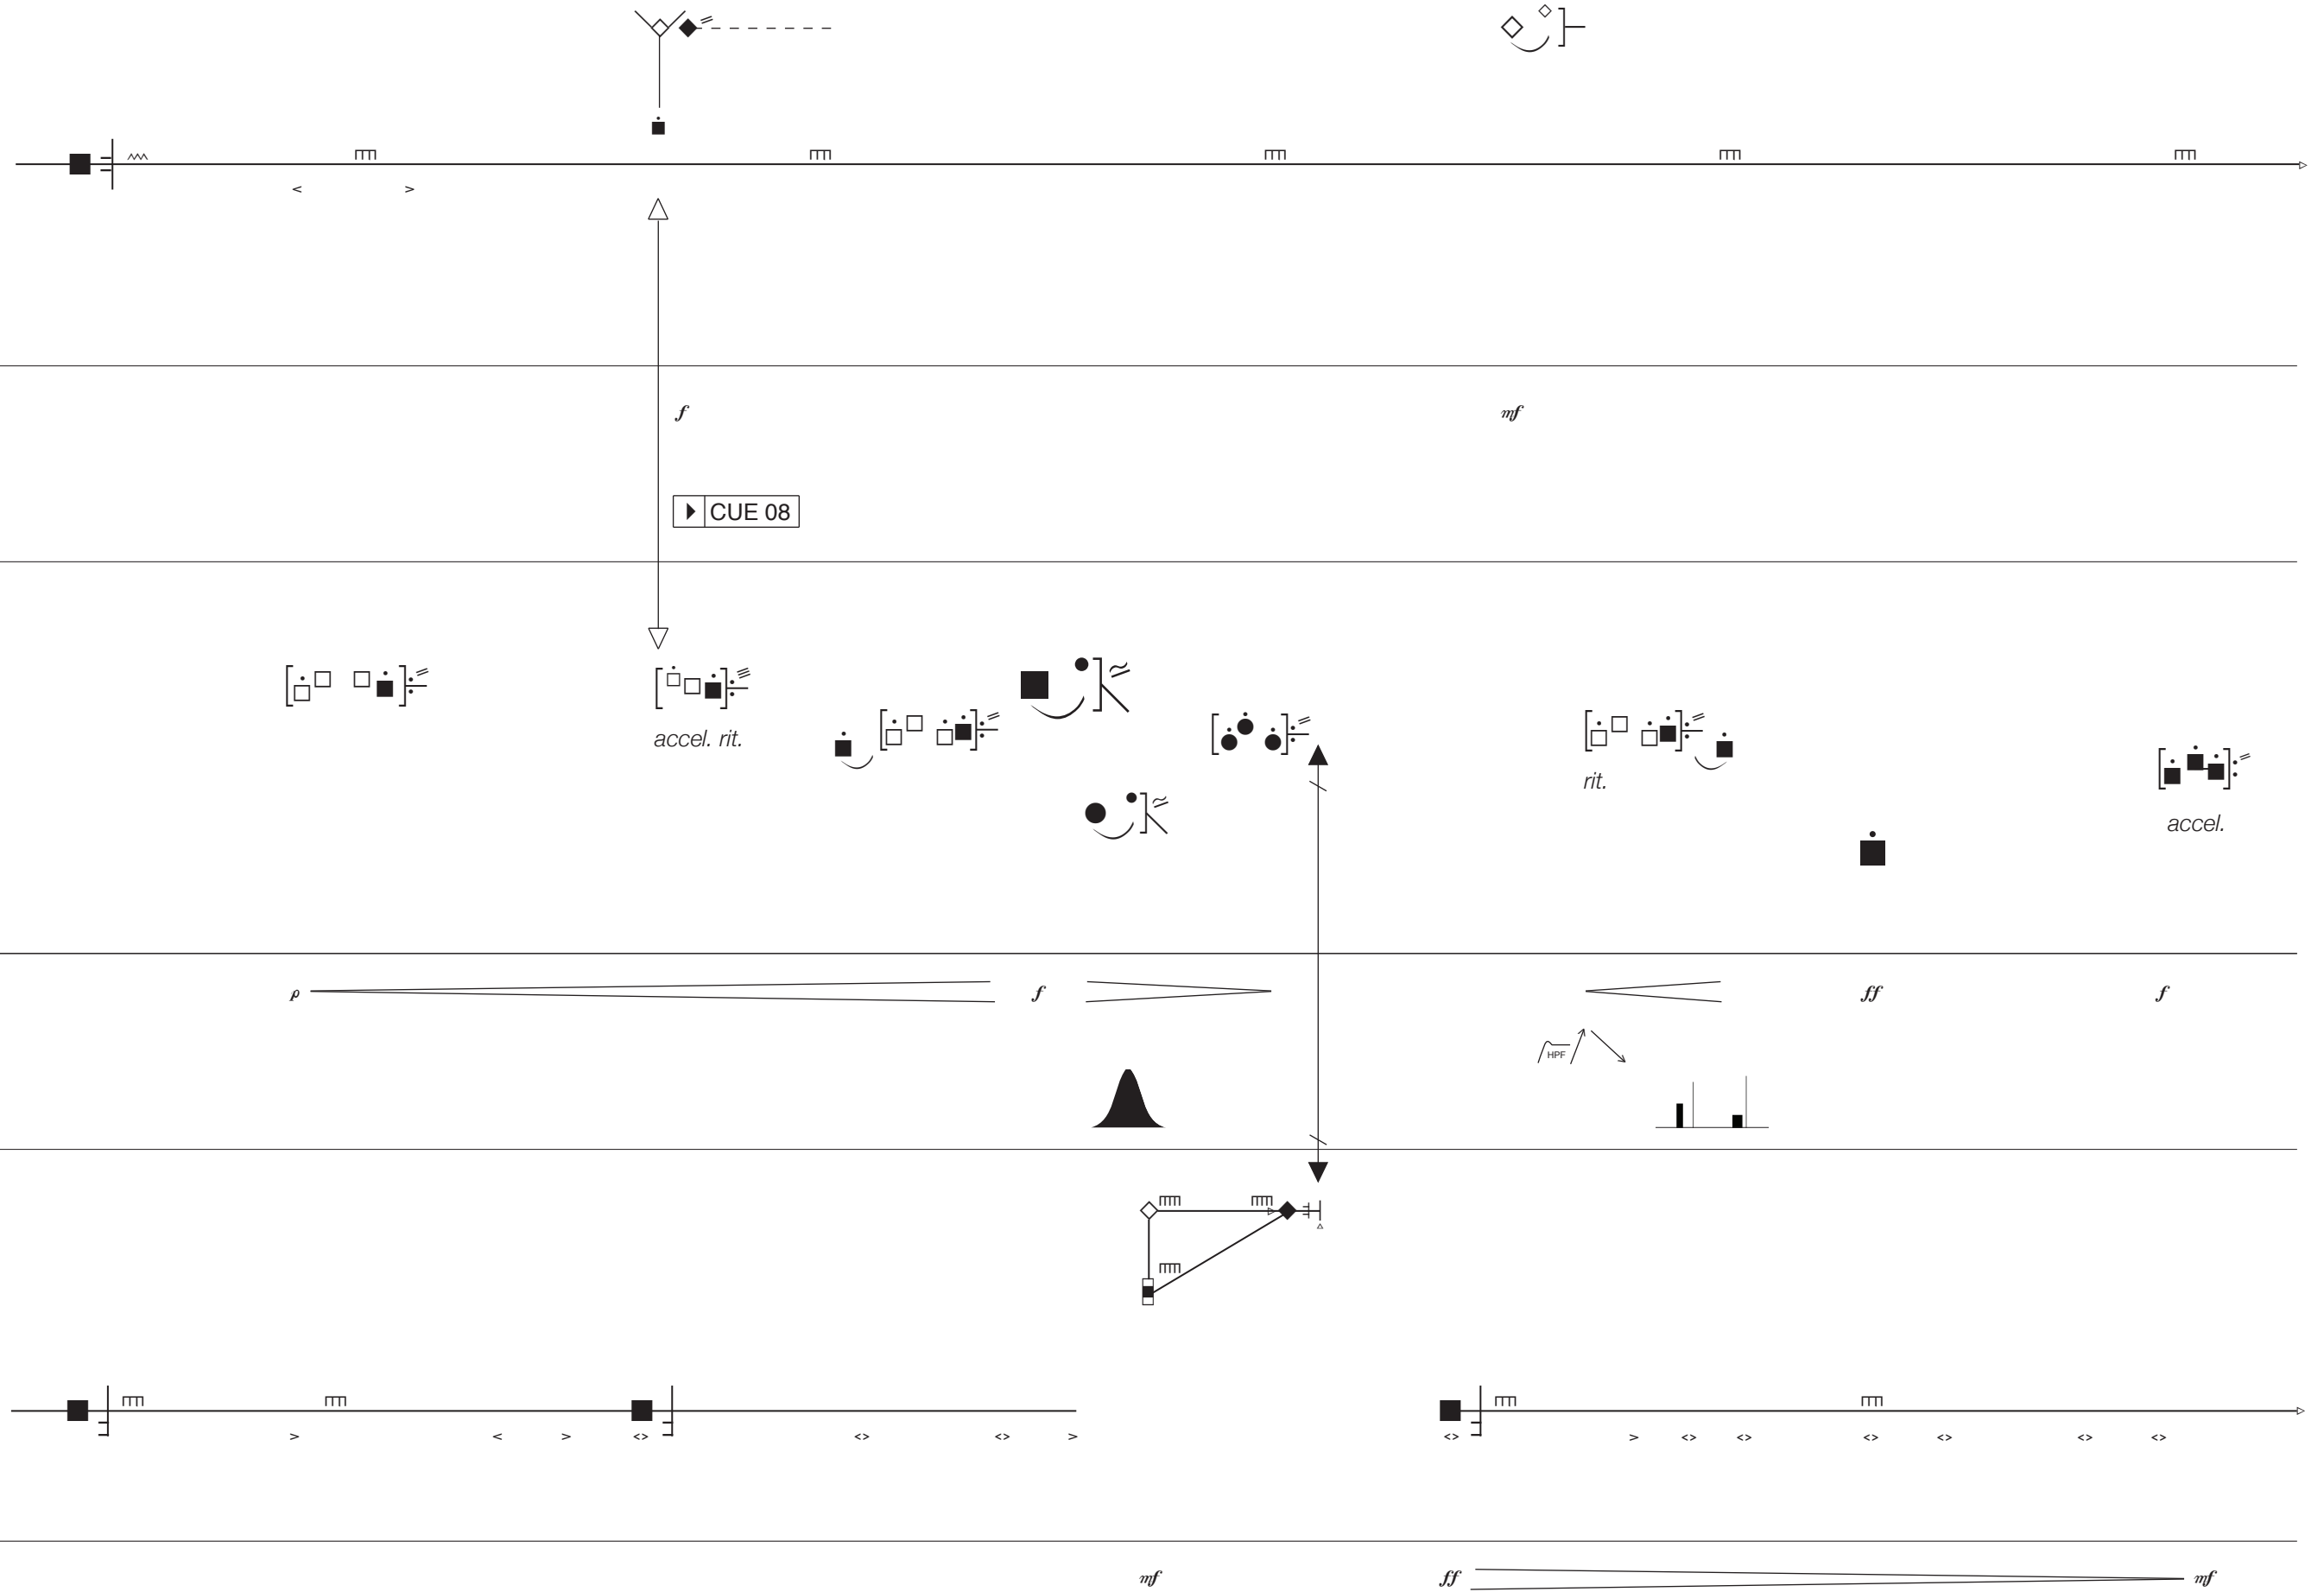 f mf
CUE 08
accel. rit.
rit.
accel.
p f ff f
HPF
mf ff mf